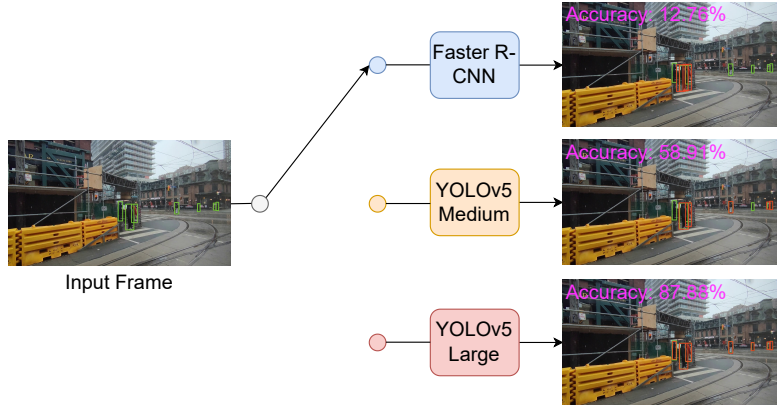 Accuracy: 12.78%
Faster R-
CNN
Accuracy: 58.91%
YOLOv5
Medium
Input Frame
Accuracy: 87.88%
YOLOv5
Large